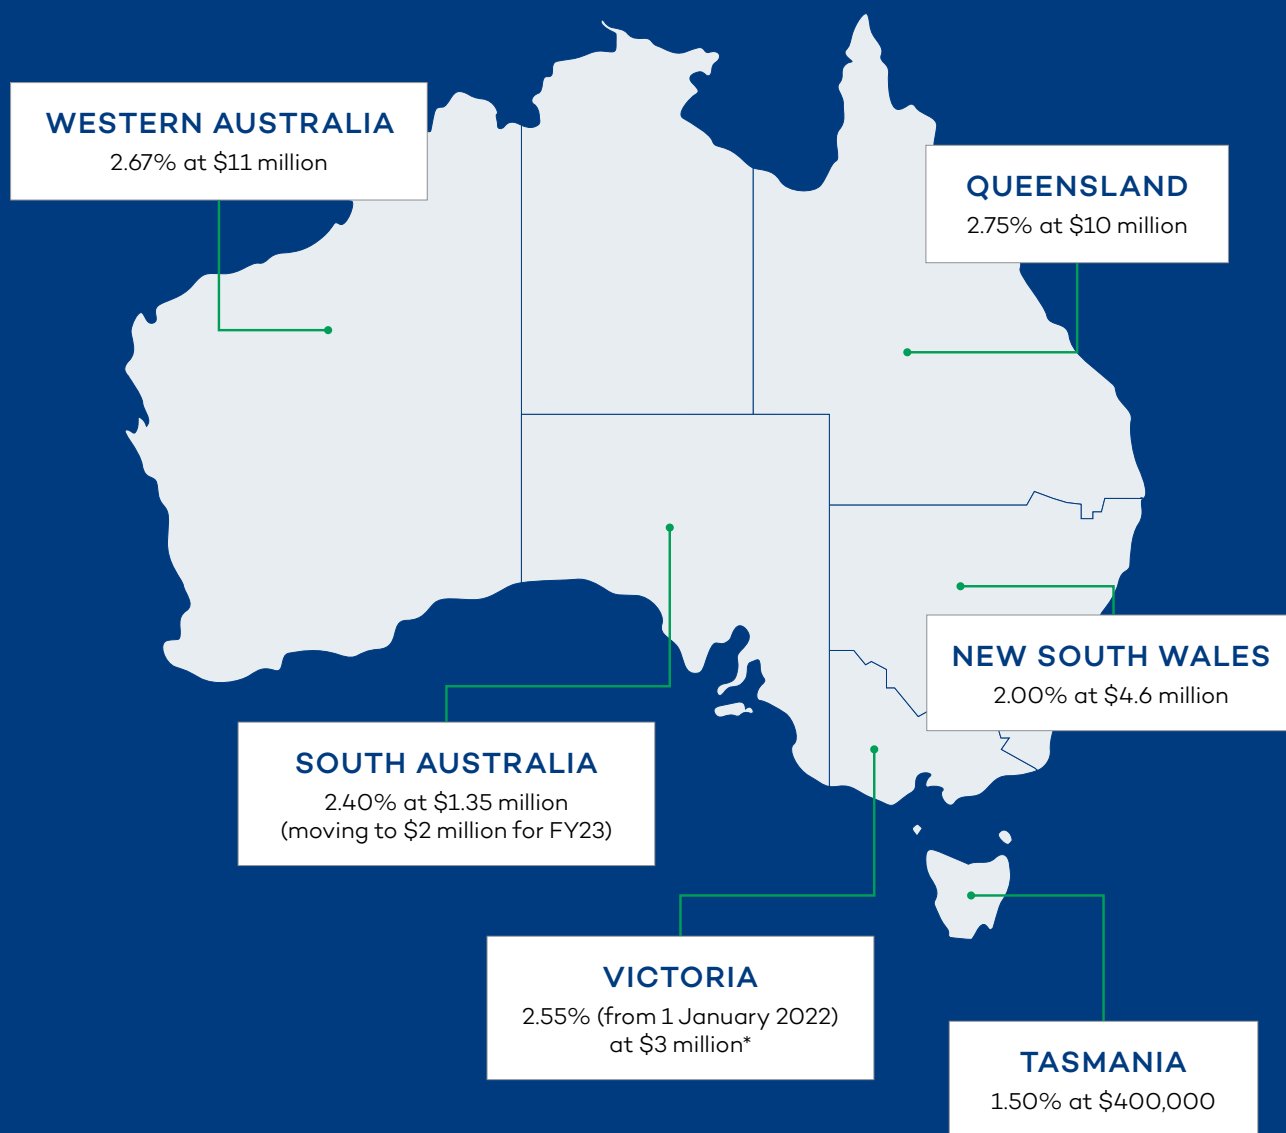 WESTERN AUSTRALIA
2.67% at $11 million
QUEENSLAND
2.75% at $10 million
NEW SOUTH WALES
2.00% at $4.6 million
SOUTH AUSTRALIA
2.40% at $1.35 million
(moving to $2 million for FY23)
VICTORIA
2.55% (from 1 January 2022)
at $3 million*
TASMANIA
1.50% at $400,000